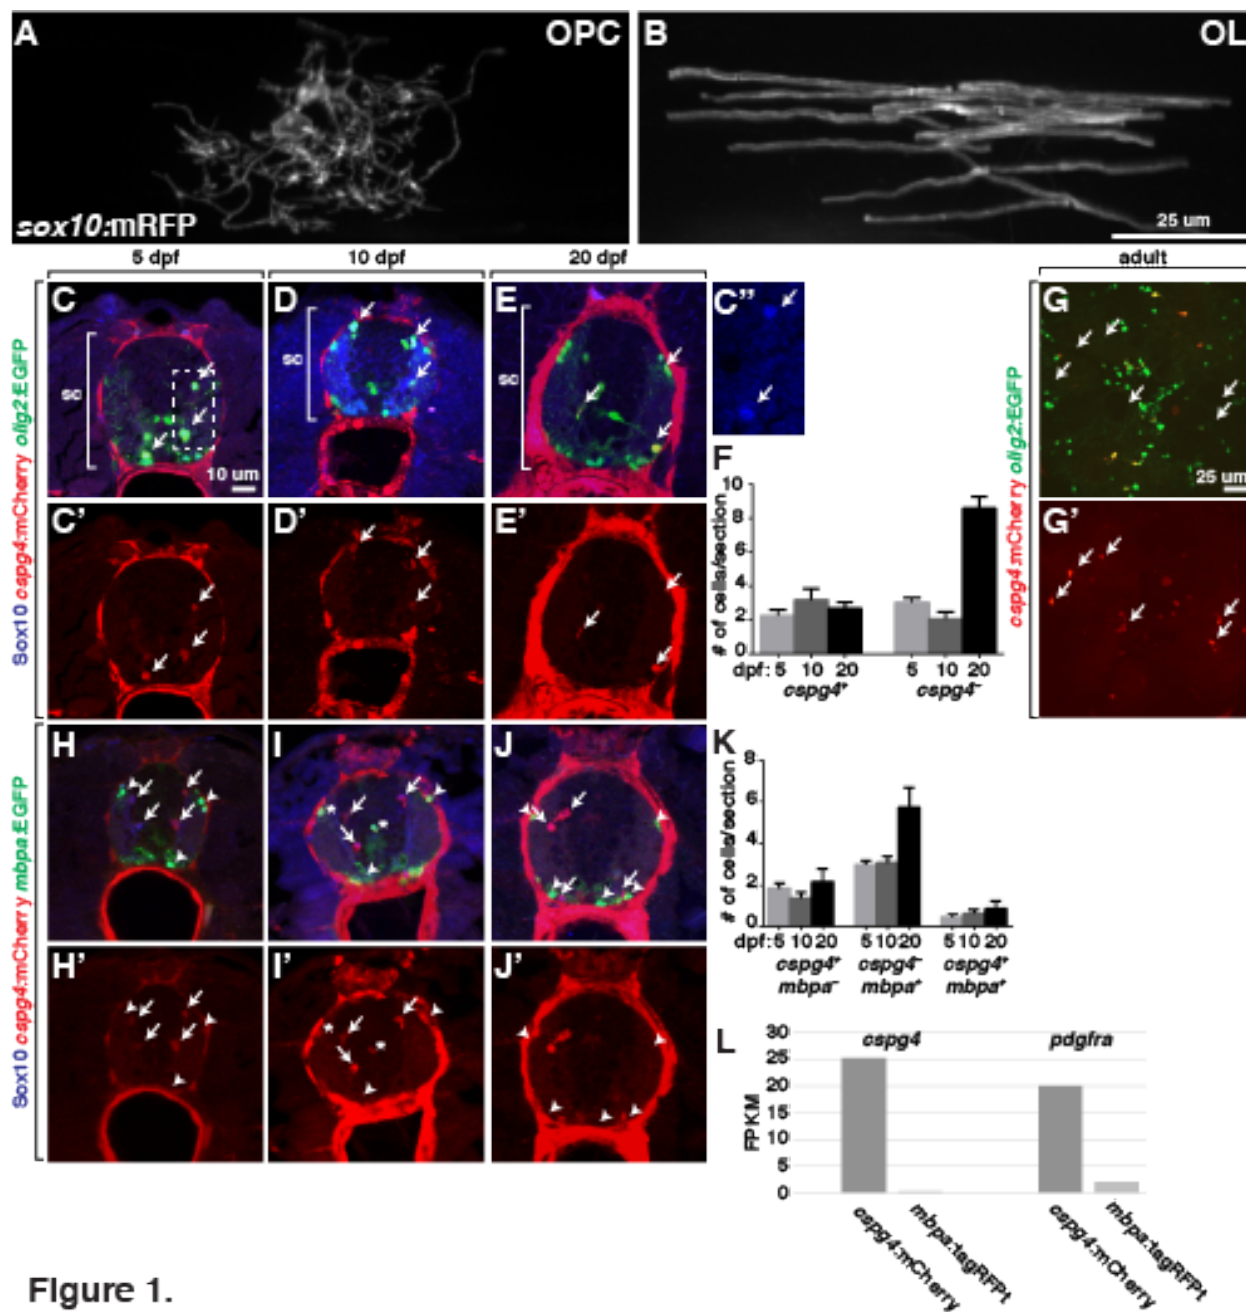 A OPC
sox10:mRFP
B OL
25 um
5 dpf 10 dpf 20 dpf
adult
Sox10 cspg4:mCherry olig2:EGFP
C
sc
10 um
D
sc
E
sc
C''
G
25 um
cspg4:mCherry olig2:EGFP
C'
D'
E'
G'
F
# of cells/section
10
8
6
4
2
0
dpf: 5 10 20 5 10 20
cspg4+ cspg4-
Sox10 cspg4:mCherry mbpa:EGFP
H
I
J
H'
I'
J'
K
# of cells/section
8
6
4
2
0
dpf: 5 10 20 5 10 20 5 10 20
cspg4+ cspg4- cspg4+
mbpa- mbpa+ mbpa+
L
cspg4 pdgfra
FPKM
30
25
20
15
10
5
0
cspg4:mCherry
mbpa:tagRFPt
cspg4:mCherry
mbpa:tagRFPt
Figure 1.